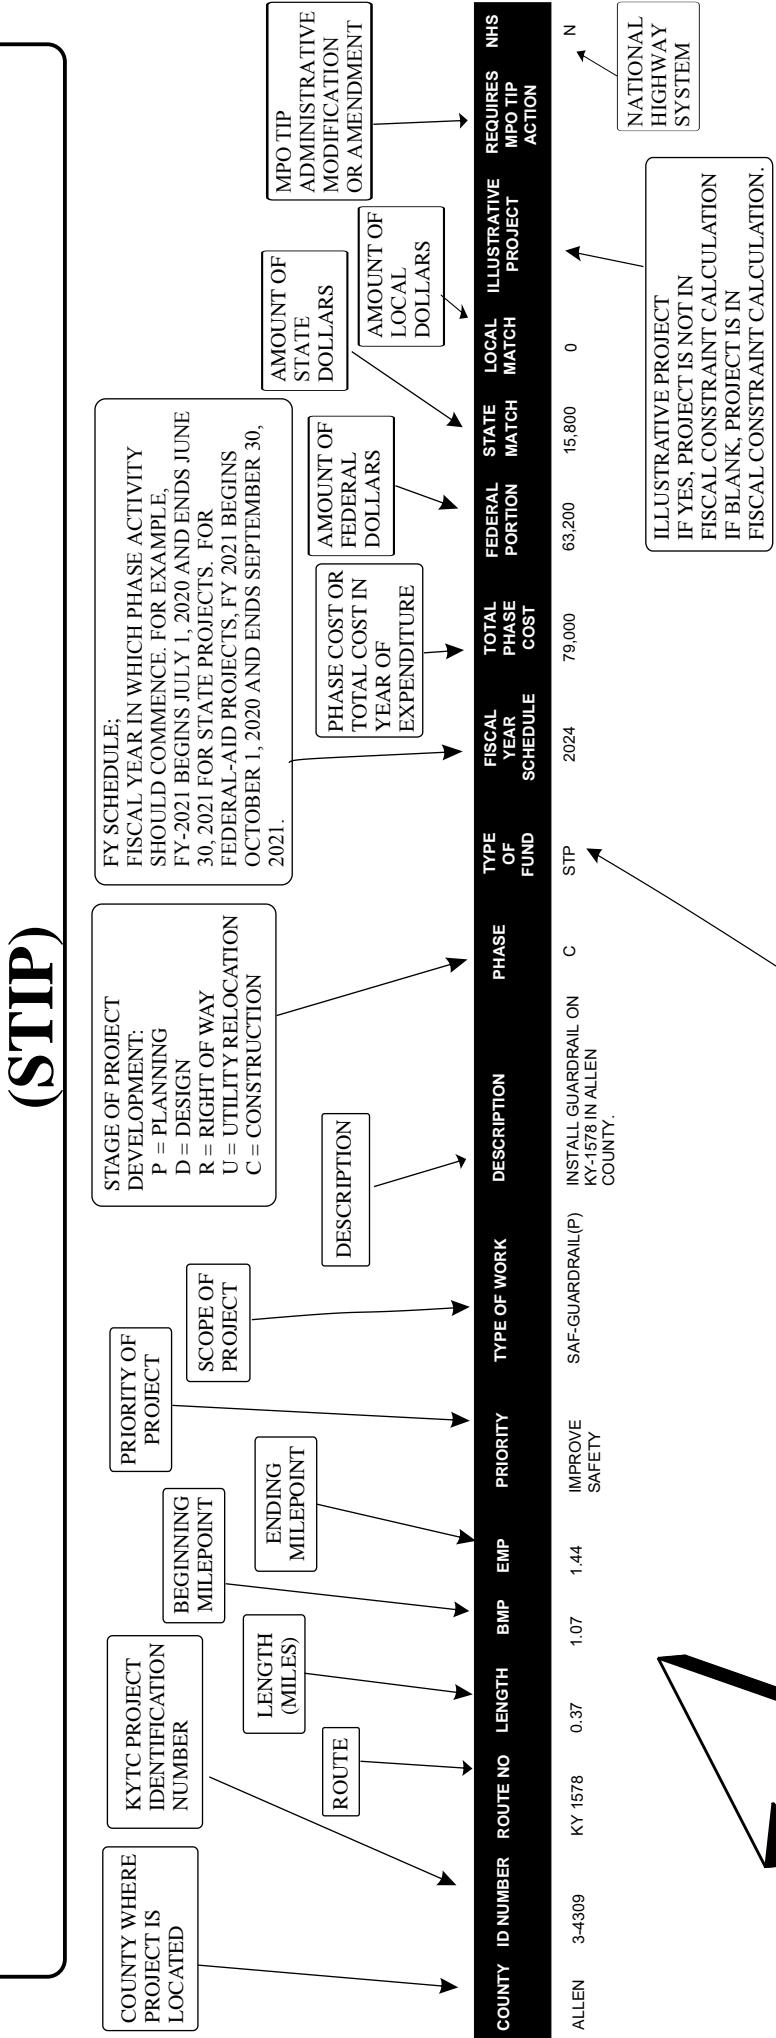 (STIP)
COUNTY WHERE
PROJECT IS
LOCATED
KYTC PROJECT
IDENTIFICATION
NUMBER
ROUTE
LENGTH
(MILES)
BEGINNING
MILEPOINT
ENDING
MILEPOINT
PRIORITY OF
PROJECT
SCOPE OF
PROJECT
DESCRIPTION
STAGE OF PROJECT
DEVELOPMENT:
P = PLANNING
D = DESIGN
R = RIGHT OF WAY
U = UTILITY RELOCATION
C = CONSTRUCTION
FY SCHEDULE;
FISCAL YEAR IN WHICH PHASE ACTIVITY
SHOULD COMMENCE. FOR EXAMPLE,
FY-2021 BEGINS JULY 1, 2020 AND ENDS JUNE
30, 2021 FOR STATE PROJECTS. FOR
FEDERAL-AID PROJECTS, FY 2021 BEGINS
OCTOBER 1, 2020 AND ENDS SEPTEMBER 30,
2021.
PHASE COST OR
TOTAL COST IN
YEAR OF
EXPENDITURE
AMOUNT OF
FEDERAL
DOLLARS
AMOUNT OF
STATE
DOLLARS
AMOUNT OF
LOCAL
DOLLARS
MPO TIP
ADMINISTRATIVE
MODIFICATION
OR AMENDMENT
COUNTY ID NUMBER ROUTE NO LENGTH BMP EMP PRIORITY TYPE OF WORK DESCRIPTION PHASE TYPE OF FUND FISCAL YEAR SCHEDULE TOTAL PHASE COST FEDERAL PORTION STATE MATCH LOCAL MATCH ILLUSTRATIVE PROJECT REQUIRES MPO TIP ACTION NHS
ALLEN 3-4309 KY 1578 0.37 1.07 1.44 IMPROVE SAFETY SAF-GUARDRAIL(P) INSTALL GUARDRAIL ON KY-1578 IN ALLEN COUNTY. C STP 2024 79,000 63,200 15,800 0 N
ILLUSTRATIVE PROJECT
IF YES, PROJECT IS NOT IN
FISCAL CONSTRAINT CALCULATION
IF BLANK, PROJECT IS IN
FISCAL CONSTRAINT CALCULATION.
NATIONAL
HIGHWAY
SYSTEM